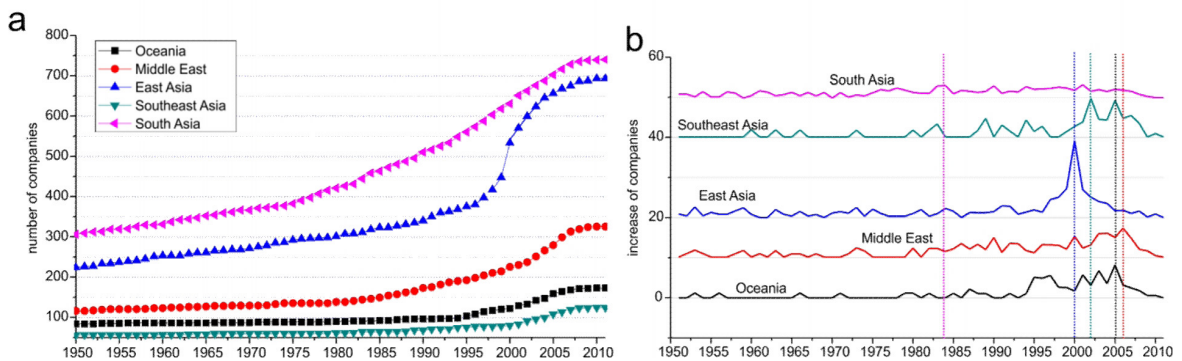 a
number of companies
800
700
600
500
400
300
200
100
Oceania
Middle East
East Asia
Southeast Asia
South Asia
1950 1955 1960 1965 1970 1975 1980 1985 1990 1995 2000 2005 2010
b
increase of companies
60
40
20
0
South Asia
Southeast Asia
East Asia
Middle East
Oceania
1950 1955 1960 1965 1970 1975 1980 1985 1990 1995 2000 2005 2010